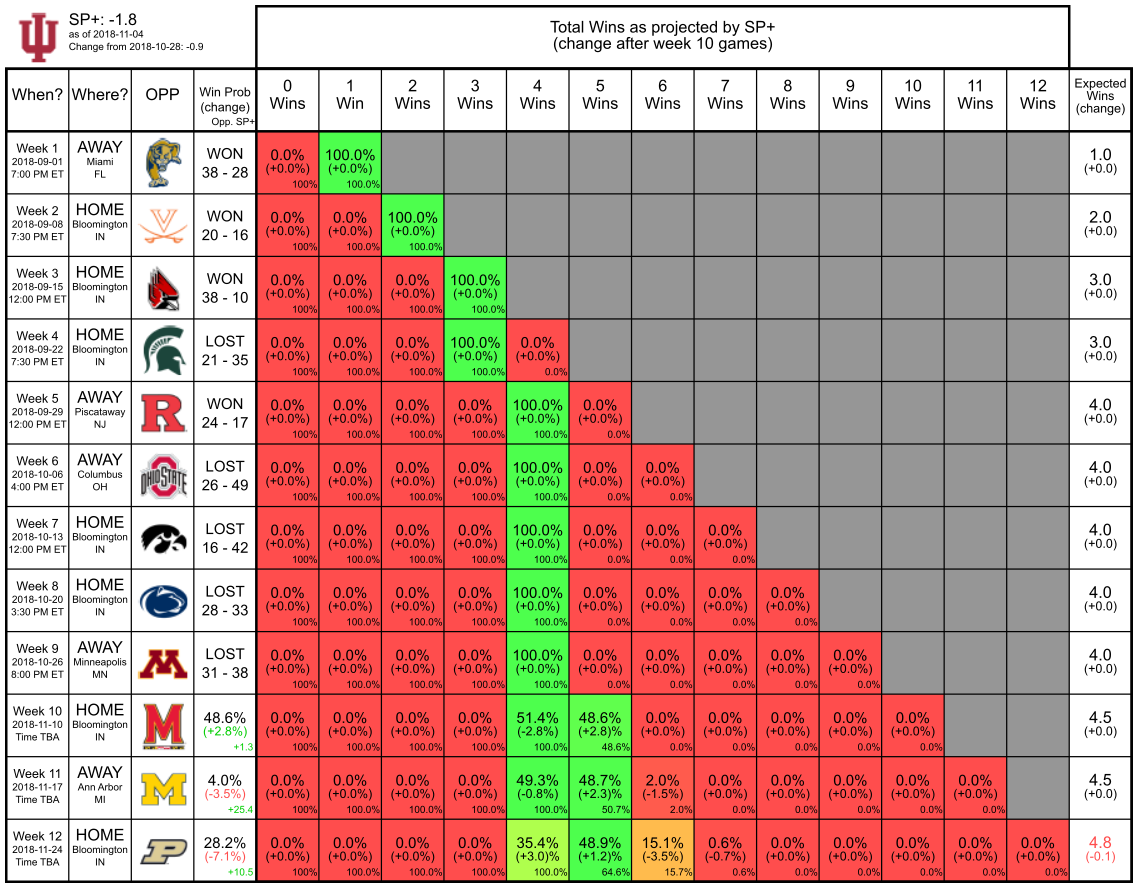 SP+: -1.8
as of 2018-11-04
Change from 2018-10-28: -0.9
Total Wins as projected by SP+
(change after week 10 games)
When? Where? OPP Win Prob (change) Opp. SP+ 0 Wins 1 Win 2 Wins 3 Wins 4 Wins 5 Wins 6 Wins 7 Wins 8 Wins 9 Wins 10 Wins 11 Wins 12 Wins Expected Wins (change)
Week 1 AWAY WON 0.0% 100.0% 1.0
2018-09-01 Miami (+0.0%) (+0.0%) (+0.0)
7:00 PM ET FL 38 - 28 100% 100.0%
Week 2 HOME V WON 0.0% 0.0% 100.0% 2.0
2018-09-08 Bloomington (+0.0%) (+0.0%) (+0.0%) (+0.0)
7:30 PM ET IN 20 - 16 100% 100.0% 100.0%
Week 3 HOME WON 0.0% 0.0% 0.0% 100.0% 3.0
2018-09-15 Bloomington (+0.0%) (+0.0%) (+0.0%) (+0.0%) (+0.0)
12:00 PM ET IN 38 - 10 100% 100.0% 100.0% 100.0%
Week 4 HOME LOST 0.0% 0.0% 0.0% 100.0% 0.0% 3.0
2018-09-22 Bloomington (+0.0%) (+0.0%) (+0.0%) (+0.0%) (+0.0%) (+0.0)
7:30 PM ET IN 21 - 35 100% 100.0% 100.0% 100.0% 0.0%
Week 5 AWAY R WON 0.0% 0.0% 0.0% 0.0% 100.0% 0.0% 4.0
2018-09-29 Piscataway (+0.0%) (+0.0%) (+0.0%) (+0.0%) (+0.0%) (+0.0%) (+0.0)
12:00 PM ET NJ 24 - 17 100% 100.0% 100.0% 100.0% 100.0% 0.0%
Week 6 AWAY OHIO STATE LOST 0.0% 0.0% 0.0% 0.0% 100.0% 0.0% 0.0% 4.0
2018-10-06 Columbus (+0.0%) (+0.0%) (+0.0%) (+0.0%) (+0.0%) (+0.0%) (+0.0%) (+0.0)
4:00 PM ET OH 26 - 49 100% 100.0% 100.0% 100.0% 100.0% 0.0% 0.0%
Week 7 HOME LOST 0.0% 0.0% 0.0% 0.0% 100.0% 0.0% 0.0% 0.0% 4.0
2018-10-13 Bloomington (+0.0%) (+0.0%) (+0.0%) (+0.0%) (+0.0%) (+0.0%) (+0.0%) (+0.0%) (+0.0)
12:00 PM ET IN 16 - 42 100% 100.0% 100.0% 100.0% 100.0% 0.0% 0.0% 0.0%
Week 8 HOME LOST 0.0% 0.0% 0.0% 0.0% 100.0% 0.0% 0.0% 0.0% 0.0% 4.0
2018-10-20 Bloomington (+0.0%) (+0.0%) (+0.0%) (+0.0%) (+0.0%) (+0.0%) (+0.0%) (+0.0%) (+0.0%) (+0.0)
3:30 PM ET IN 28 - 33 100% 100.0% 100.0% 100.0% 100.0% 0.0% 0.0% 0.0% 0.0%
Week 9 AWAY M LOST 0.0% 0.0% 0.0% 0.0% 100.0% 0.0% 0.0% 0.0% 0.0% 0.0% 4.0
2018-10-26 Minneapolis (+0.0%) (+0.0%) (+0.0%) (+0.0%) (+0.0%) (+0.0%) (+0.0%) (+0.0%) (+0.0%) (+0.0%) (+0.0)
8:00 PM ET MN 31 - 38 100% 100.0% 100.0% 100.0% 100.0% 0.0% 0.0% 0.0% 0.0% 0.0%
Week 10 HOME M 48.6% 0.0% 0.0% 0.0% 0.0% 51.4% 48.6% 0.0% 0.0% 0.0% 0.0% 0.0% 4.5
2018-11-10 Bloomington (+2.8%) (+0.0%) (+0.0%) (+0.0%) (+0.0%) (-2.8%) (+2.8)% (+0.0%) (+0.0%) (+0.0%) (+0.0%) (+0.0%) (+0.0)
Time TBA IN +1.3 100% 100.0% 100.0% 100.0% 100.0% 48.6% 0.0% 0.0% 0.0% 0.0% 0.0%
Week 11 AWAY M 4.0% 0.0% 0.0% 0.0% 0.0% 49.3% 48.7% 2.0% 0.0% 0.0% 0.0% 0.0% 0.0% 4.5
2018-11-17 Ann Arbor (-3.5%) (+0.0%) (+0.0%) (+0.0%) (+0.0%) (-0.8%) (+2.3)% (-1.5%) (+0.0%) (+0.0%) (+0.0%) (+0.0%) (+0.0%) (+0.0)
Time TBA MI +25.4 100% 100.0% 100.0% 100.0% 100.0% 50.7% 2.0% 0.0% 0.0% 0.0% 0.0% 0.0%
Week 12 HOME P 28.2% 0.0% 0.0% 0.0% 0.0% 35.4% 48.9% 15.1% 0.6% 0.0% 0.0% 0.0% 0.0% 0.0% 4.8
2018-11-24 Bloomington (-7.1%) (+0.0%) (+0.0%) (+0.0%) (+0.0%) (+3.0)% (+1.2)% (-3.5%) (-0.7%) (+0.0%) (+0.0%) (+0.0%) (+0.0%) (+0.0%) (-0.1)
Time TBA IN +10.5 100% 100.0% 100.0% 100.0% 100.0% 64.6% 15.7% 0.6% 0.0% 0.0% 0.0% 0.0% 0.0%